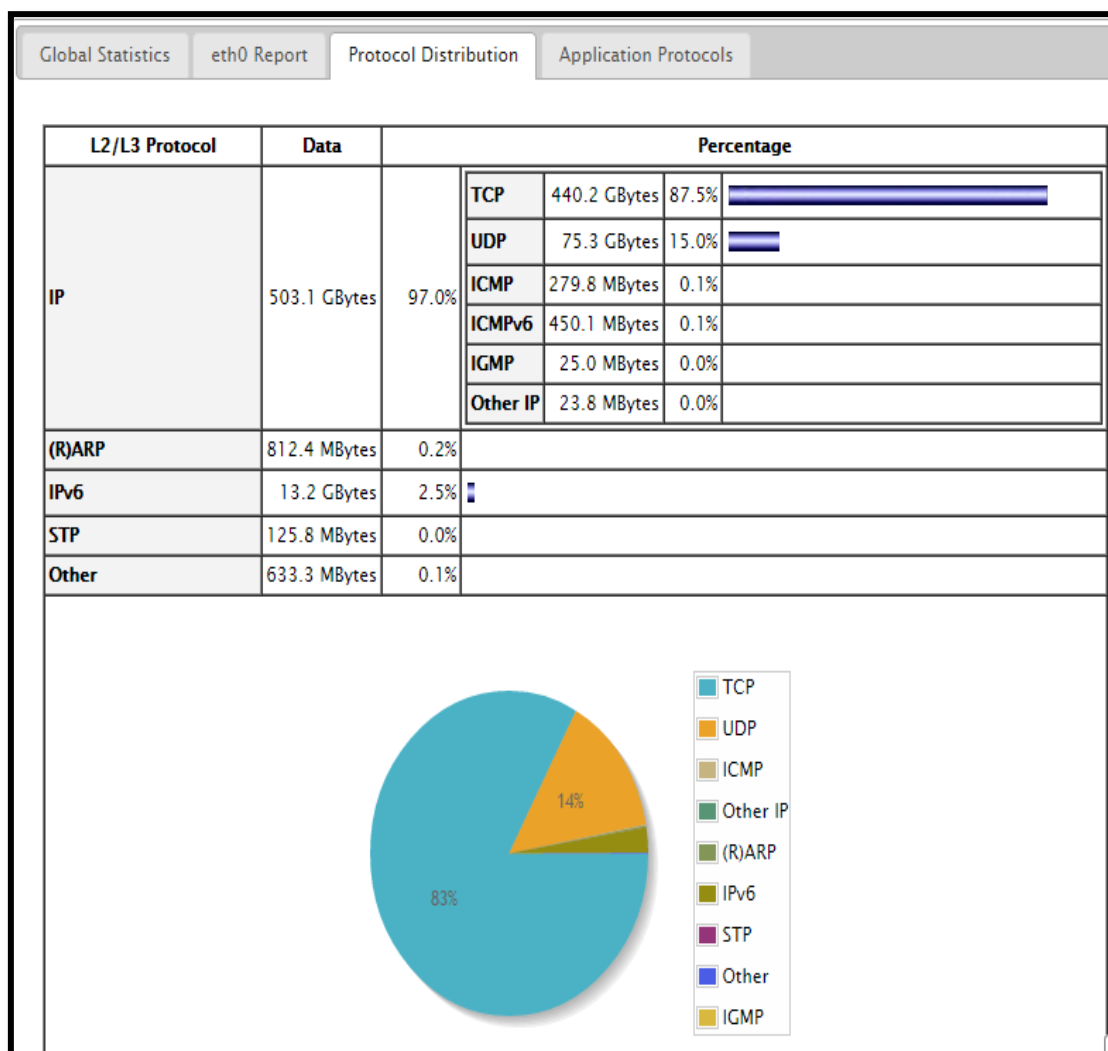 Global Statistics eth0 Report Protocol Distribution Application Protocols
L2/L3 Protocol Data Percentage
IP 503.1 GBytes 97.0%
TCP 440.2 GBytes 87.5%
UDP 75.3 GBytes 15.0%
ICMP 279.8 MBytes 0.1%
ICMPv6 450.1 MBytes 0.1%
IGMP 25.0 MBytes 0.0%
Other IP 23.8 MBytes 0.0%
(R)ARP 812.4 MBytes 0.2%
IPv6 13.2 GBytes 2.5%
STP 125.8 MBytes 0.0%
Other 633.3 MBytes 0.1%
14%
83%
TCP
UDP
ICMP
Other IP
(R)ARP
IPv6
STP
Other
IGMP